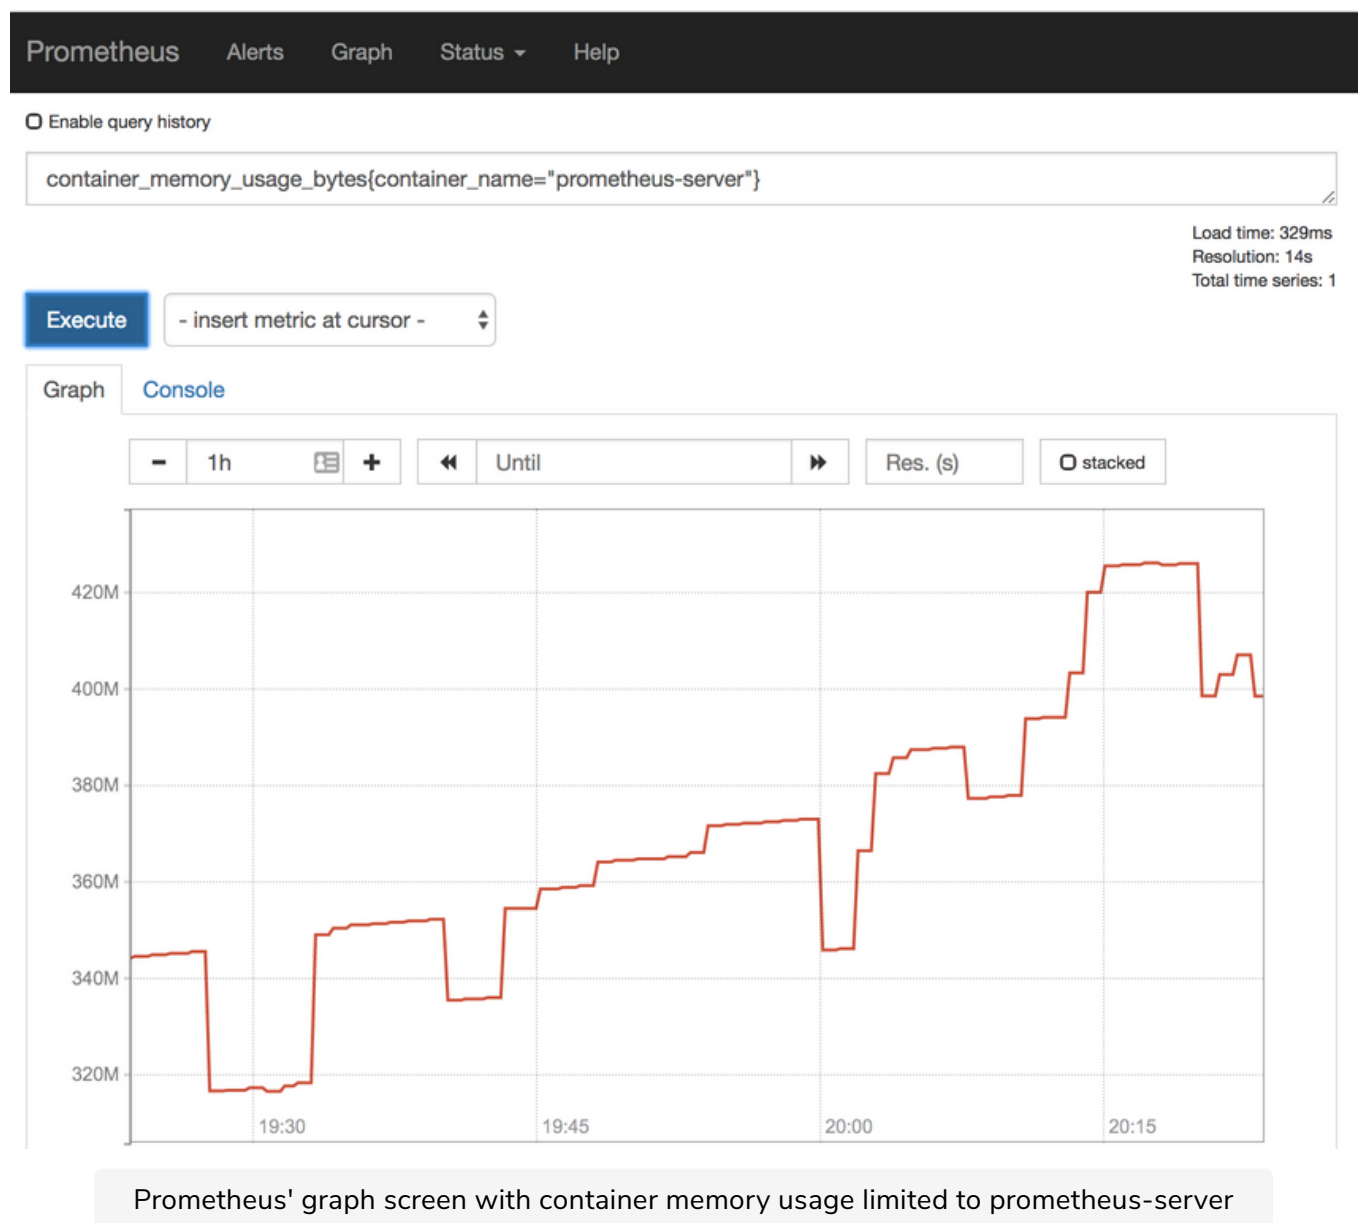 Prometheus Alerts Graph Status Help
Enable query history
container_memory_usage_bytes{container_name="prometheus-server"}
Load time: 329ms
Resolution: 14s
Total time series: 1
Execute - insert metric at cursor -
Graph Console
1h Until Res. (s) stacked
420M
400M
380M
360M
340M
320M
19:30 19:45 20:00 20:15
Prometheus' graph screen with container memory usage limited to prometheus-server